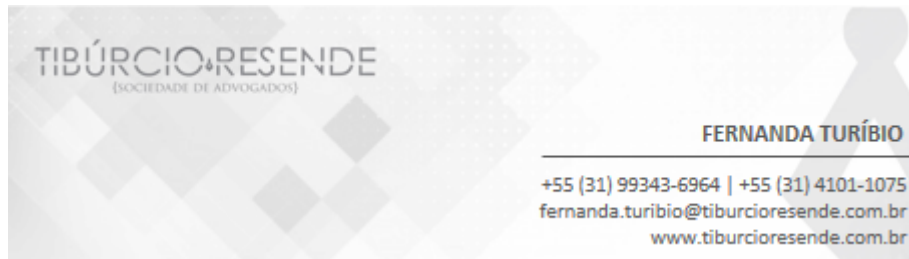 TIBÚRCIO RESENDE
{SOCIEDADE DE ADVOGADOS}
FERNANDA TURÍBIO
+55 (31) 99343-6964 | +55 (31) 4101-1075
fernanda.turibio@tiburcioresende.com.br
www.tiburcioresende.com.br